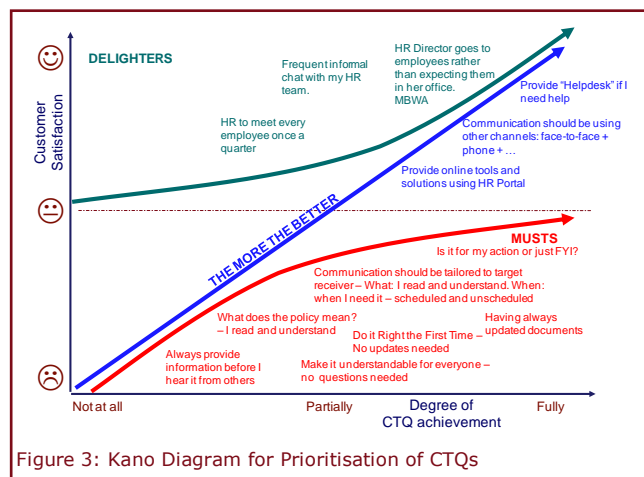 DELIGHTERS
Frequent informal
chat with my HR
team.
HR Director goes to
employees rather
than expecting them
in her office.
MBWA
HR to meet every
employee once a
quarter
Provide “Helpdesk” if I
need help
Communication should be using
other channels: face-to-face +
phone + …
Provide online tools and
solutions using HR Portal
Customer
Satisfaction
THE MORE THE BETTER
MUSTS
Is it for my action or just FYI?
Communication should be tailored to target
receiver – What: I read and understand. When:
when I need it – scheduled and unscheduled
What does the policy mean?
– I read and understand
Having always
updated documents
Do it Right the First Time –
No updates needed
Always provide
information before I
hear it from others
Make it understandable for everyone –
no questions needed
Not at all
Partially
Degree of
CTQ achievement
Fully
Figure 3: Kano Diagram for Prioritisation of CTQs